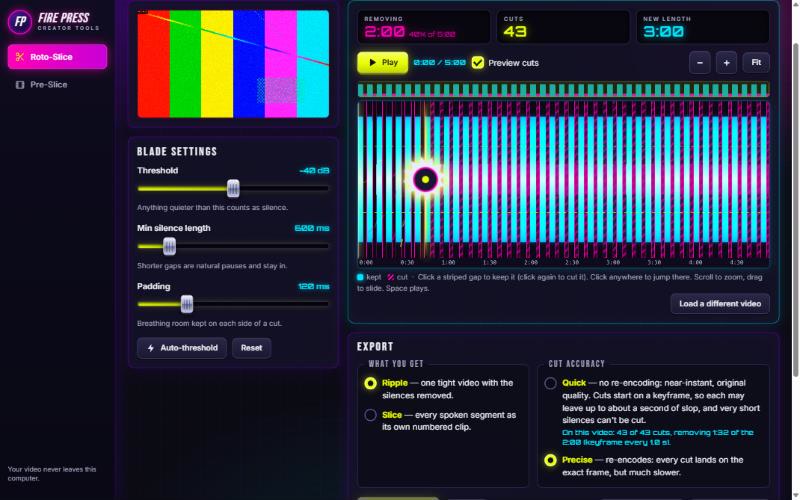 FP FIRE PRESS
CREATOR TOOLS
Roto-Slice
Pre-Slice
Your video never leaves this
computer.
BLADE SETTINGS
Threshold -40 dB
Anything quieter than this counts as silence.
Min silence length 600 ms
Shorter gaps are natural pauses and stay in.
Padding 120 ms
Breathing room kept on each side of a cut.
Auto-threshold Reset
REMOVING
2:00 40% of 5:00
CUTS
43
NEW LENGTH
3:00
Play 0:00 / 5:00 Preview cuts − + Fit
0:00 0:30 1:00 1:30 2:00 2:30 3:00 3:30 4:00 4:30
kept cut · Click a striped gap to keep it (click again to cut it). Click anywhere to jump there. Scroll to zoom, drag
to slide. Space plays.
Load a different video
EXPORT
WHAT YOU GET
Ripple — one tight video with the
silences removed.
Slice — every spoken segment as
its own numbered clip.
CUT ACCURACY
Quick — no re-encoding: near-instant, original
quality. Cuts start on a keyframe, so each may
leave up to about a second of slop, and very short
silences can't be cut.
On this video: 43 of 43 cuts, removing 1:32 of the
2:00 (keyframe every 1.0 s).
Precise — re-encodes: every cut lands on the
exact frame, but much slower.